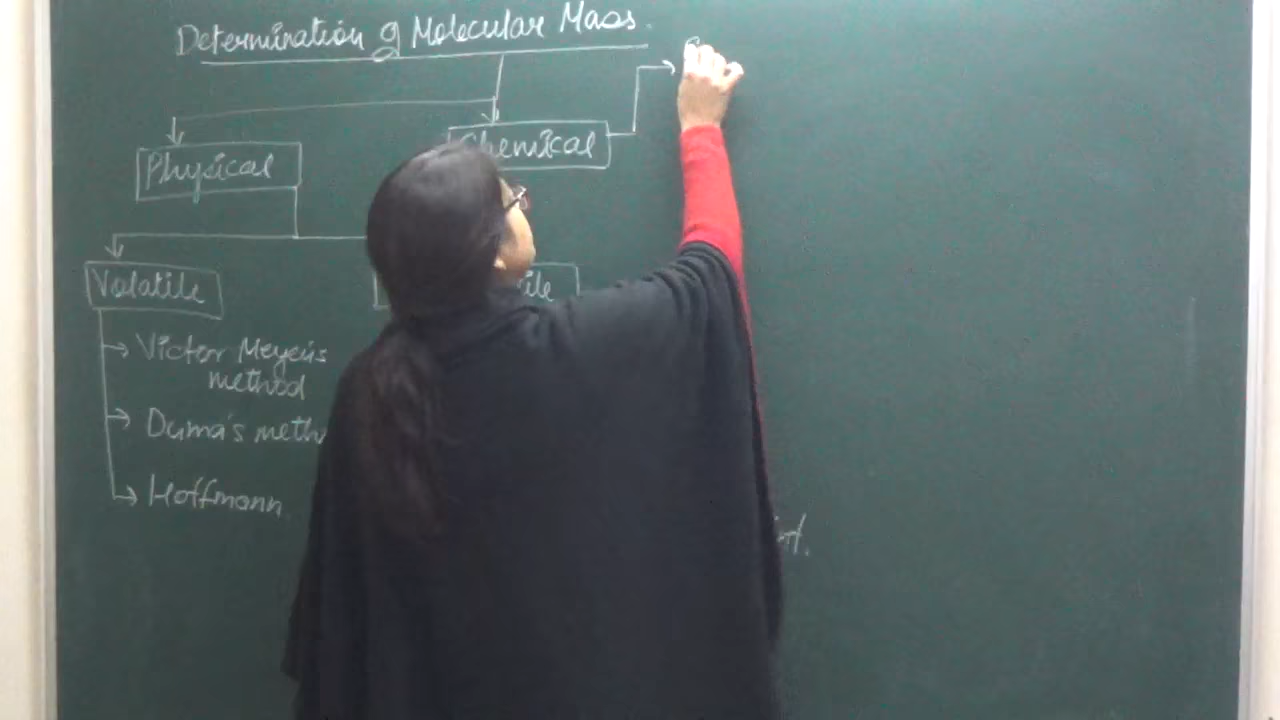 Determination of Molecular Mass.
Chemical
Physical
Volatile
Victor Meyer's
method
Duma's meth
Hoffmann.